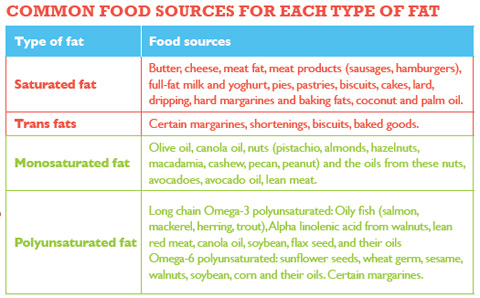 COMMON FOOD SOURCES FOR EACH TYPE OF FAT
Type of fat
Food sources
Saturated fat
Butter, cheese, meat fat, meat products (sausages, hamburgers),
full-fat milk and yoghurt, pies, pastries, biscuits, cakes, lard,
dripping, hard margarines and baking fats, coconut and palm oil.
Trans fats
Certain margarines, shortenings, biscuits, baked goods.
Monosaturated fat
Olive oil, canola oil, nuts (pistachio, almonds, hazelnuts,
macadamia, cashew, pecan, peanut) and the oils from these nuts,
avocadoes, avocado oil, lean meat.
Polyunsaturated fat
Long chain Omega-3 polyunsaturated: Oily fish (salmon,
mackerel, herring, trout), Alpha linolenic acid from walnuts, lean
red meat, canola oil, soybean, flax seed, and their oils
Omega-6 polyunsaturated: sunflower seeds, wheat germ, sesame,
walnuts, soybean, corn and their oils. Certain margarines.